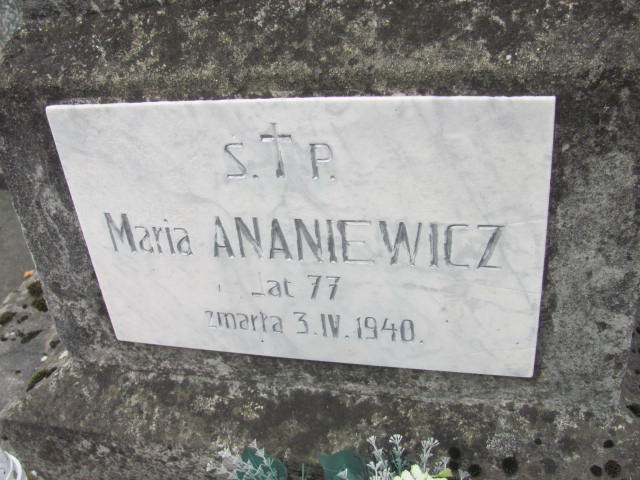 Ś. † P.
Maria ANANIEWICZ
lat 77
zmarła 3.IV.1940.